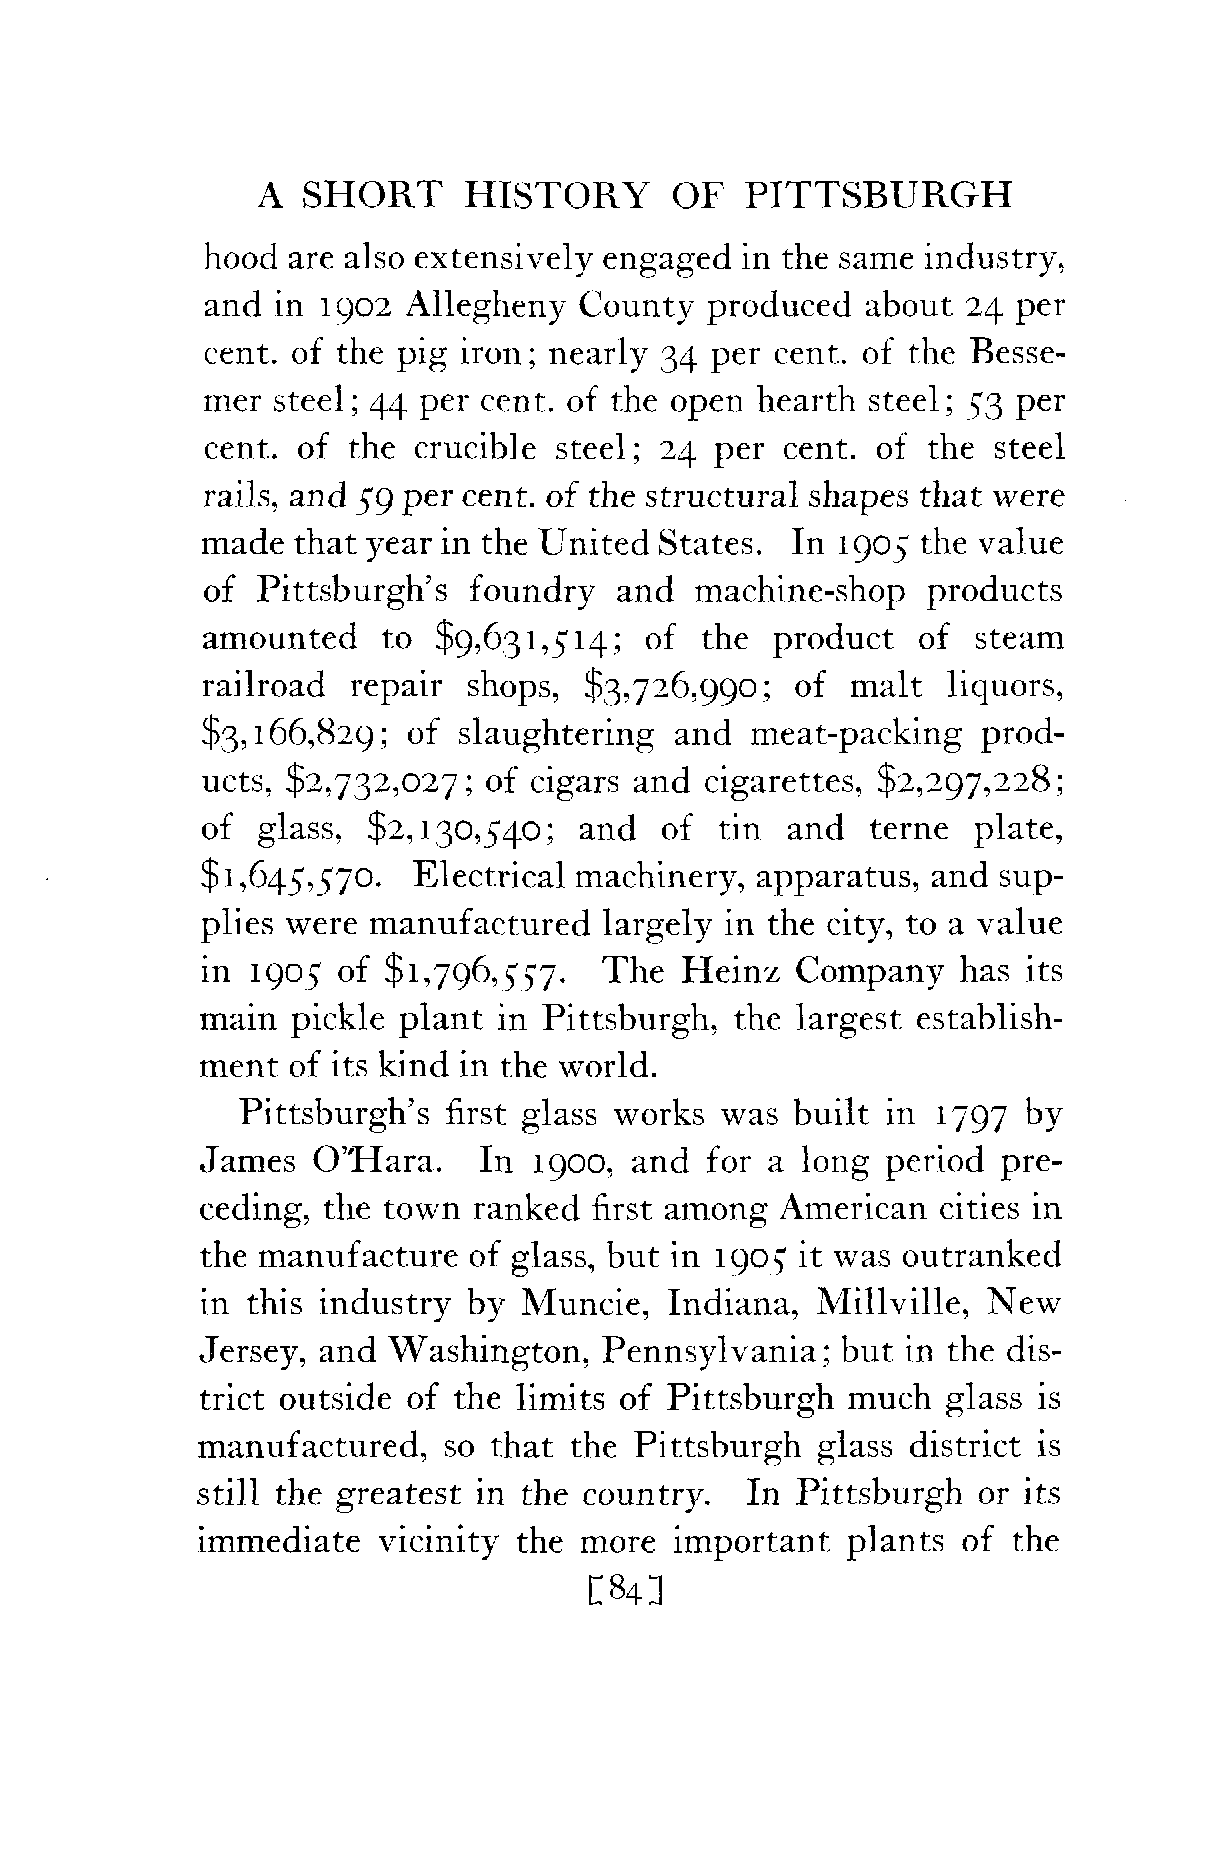 A SHORT HISTORY OF PITTSBURGH
hood are also extensively engaged in the same industry,
and in 1902 Allegheny County produced about 24 per
cent. of the pig iron; nearly 34 per cent. of the Besse-
mer steel; 44 per cent. of the open hearth steel; 53 per
cent. of the crucible steel; 24 per cent. of the steel
rails, and 59 per cent. of the structural shapes that were
made that year in the United States. In 1905 the value
of Pittsburgh's foundry and machine-shop products
amounted to $9,631,514; of the product of steam
railroad repair shops, $3,726,990; of malt liquors,
$3,166,829; of slaughtering and meat-packing prod-
ucts, $2,732,027; of cigars and cigarettes, $2,297,228;
of glass, $2,130,540; and of tin and terne plate,
$1,645,570. Electrical machinery, apparatus, and sup-
plies were manufactured largely in the city, to a value
in 1905 of $1,796,557. The Heinz Company has its
main pickle plant in Pittsburgh, the largest establish-
ment of its kind in the world.
Pittsburgh's first glass works was built in 1797 by
James O'Hara. In 1900, and for a long period pre-
ceding, the town ranked first among American cities in
the manufacture of glass, but in 1905 it was outranked
in this industry by Muncie, Indiana, Millville, New
Jersey, and Washington, Pennsylvania; but in the dis-
trict outside of the limits of Pittsburgh much glass is
manufactured, so that the Pittsburgh glass district is
still the greatest in the country. In Pittsburgh or its
immediate vicinity the more important plants of the
[84]